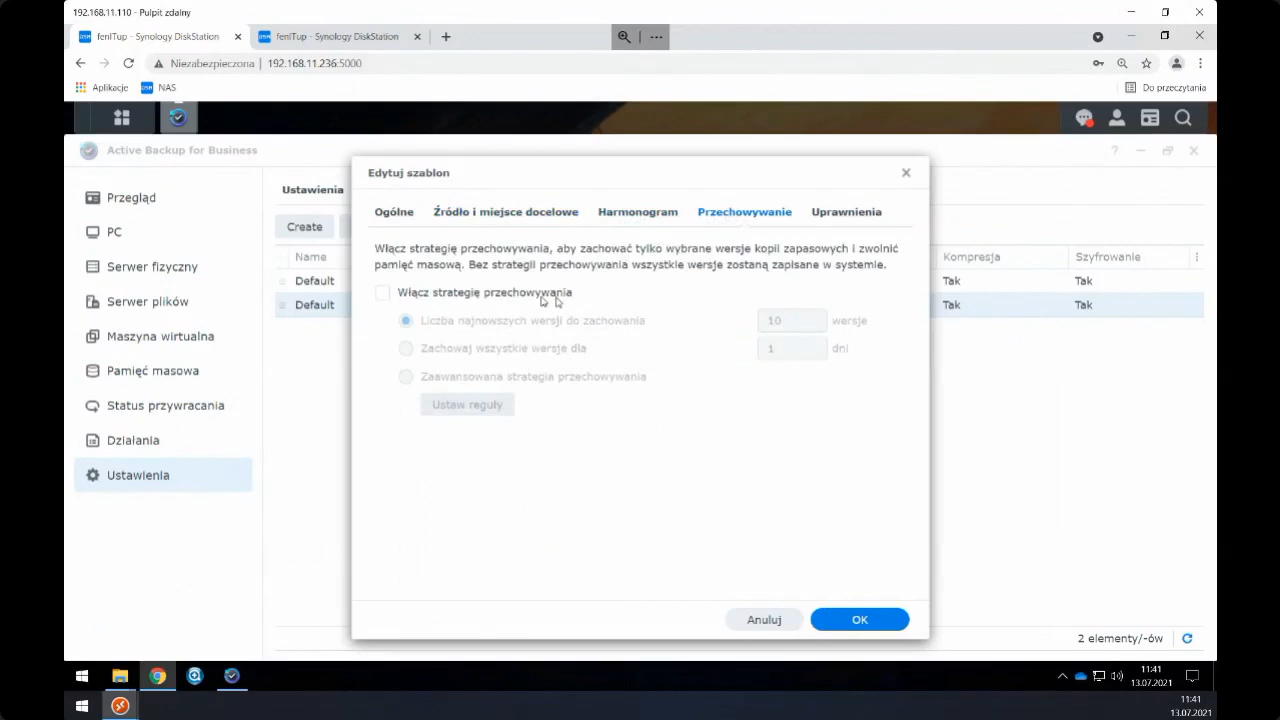 192.168.11.110 - Pulpit zdalny
fenITup - Synology DiskStation
fenITup - Synology DiskStation
Niezabezpieczona | 192.168.11.236:5000
Aplikacje
NAS
Do przeczytania
Active Backup for Business
Przegląd
PC
Serwer fizyczny
Serwer plików
Maszyna wirtualna
Pamięć masowa
Status przywracania
Działania
Ustawienia
Ustawienia
Create
Name
Kompresja
Szyfrowanie
Default
Tak
Tak
Default
Tak
Tak
2 elementy/-ów
Edytuj szablon
Ogólne
Źródło i miejsce docelowe
Harmonogram
Przechowywanie
Uprawnienia
Włącz strategię przechowywania, aby zachować tylko wybrane wersje kopii zapasowych i zwolnić
pamięć masową. Bez strategii przechowywania wszystkie wersje zostaną zapisane w systemie.
Włącz strategię przechowywania
Liczba najnowszych wersji do zachowania
10
wersje
Zachowaj wszystkie wersje dla
1
dni
Zaawansowana strategia przechowywania
Ustaw reguły
Anuluj
OK
11:41
13.07.2021
11:41
13.07.2021